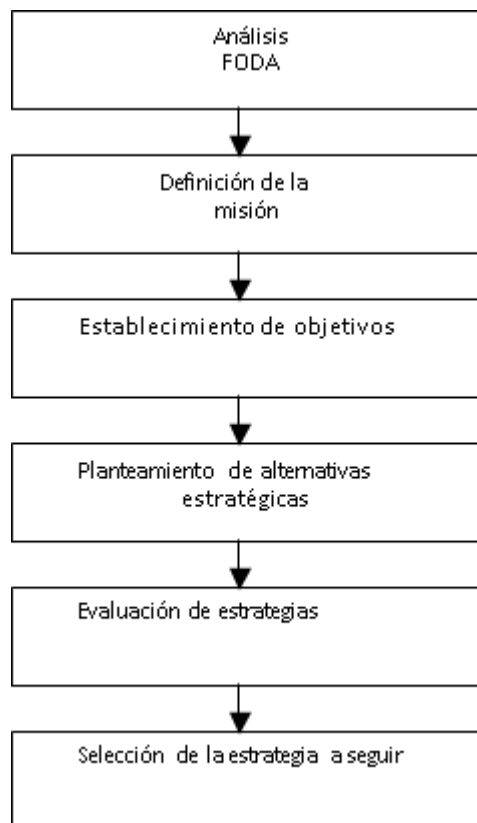 Análisis
FODA
Definición de la
misión
Establecimiento de objetivos
Planteamiento de alternativas
estratégicas
Evaluación de estrategias
Selección de la estrategia a seguir